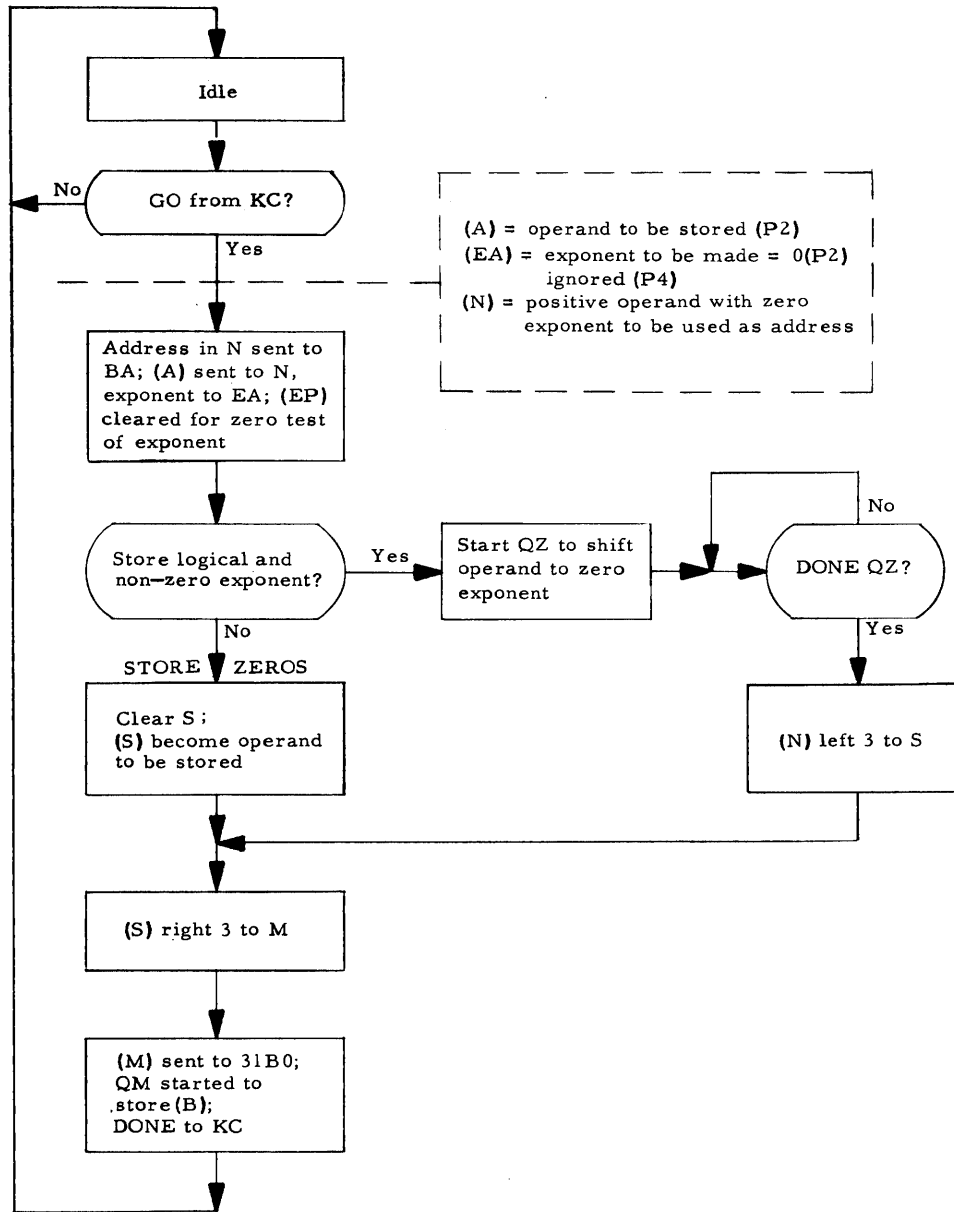 Idle
GO from KC?
No
Yes
(A) = operand to be stored (P2)
(EA) = exponent to be made = 0(P2)
ignored (P4)
(N) = positive operand with zero
exponent to be used as address
Address in N sent to
BA; (A) sent to N,
exponent to EA; (EP)
cleared for zero test
of exponent
Store logical and
non-zero exponent?
Yes
Start QZ to shift
operand to zero
exponent
No
DONE QZ?
Yes
No
STORE ZEROS
Clear S;
(S) become operand
to be stored
(N) left 3 to S
(S) right 3 to M
(M) sent to 31B0;
QM started to
store (B);
DONE to KC